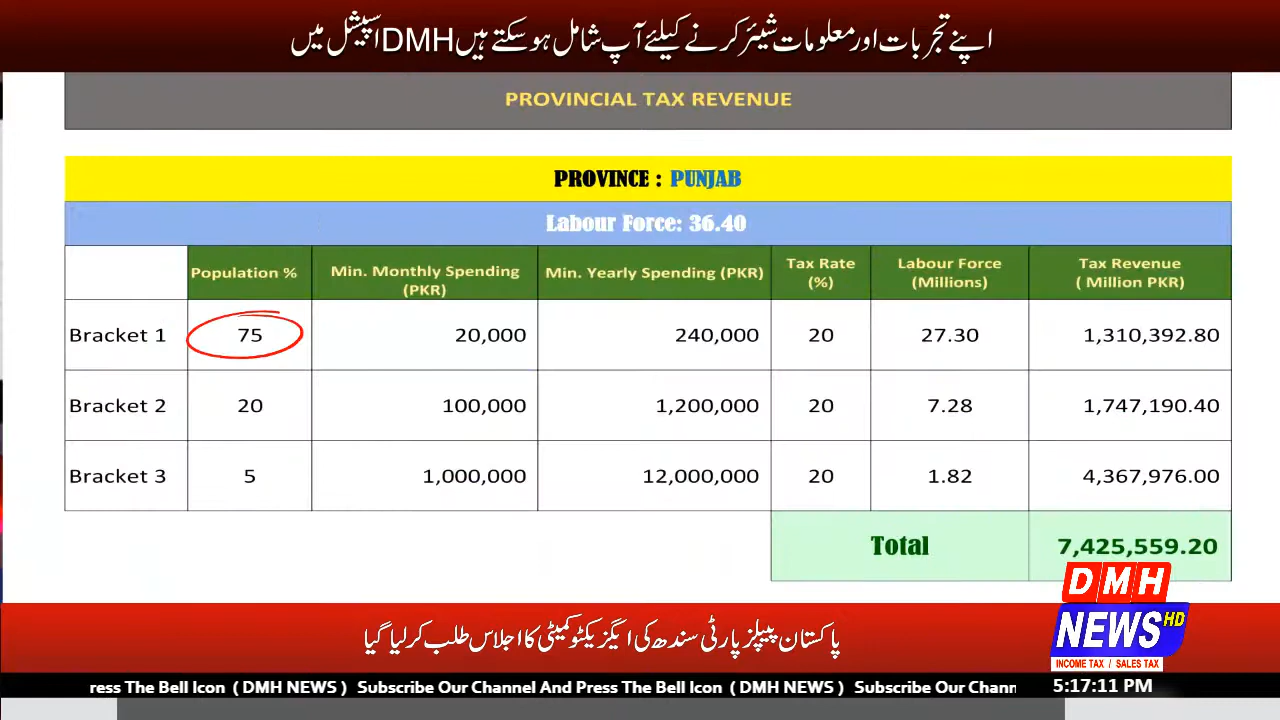 اپنے تجربات اور معلومات شیئر کرنے کیلئے آپ شامل ہو سکتے ہیں DMH اسپیشل میں
PROVINCIAL TAX REVENUE
PROVINCE : PUNJAB
Labour Force: 36.40
Population % Min. Monthly Spending (PKR) Min. Yearly Spending (PKR) Tax Rate (%) Labour Force (Millions) Tax Revenue ( Million PKR)
Bracket 1 75 20,000 240,000 20 27.30 1,310,392.80
Bracket 2 20 100,000 1,200,000 20 7.28 1,747,190.40
Bracket 3 5 1,000,000 12,000,000 20 1.82 4,367,976.00
Total 7,425,559.20
DMH
NEWS HD
INCOME TAX / SALES TAX
پاکستان پیپلز پارٹی سندھ کی ایگزیکٹو کمیٹی کا اجلاس طلب کر لیا گیا
ress The Bell Icon ( DMH NEWS ) Subscribe Our Channel And Press The Bell Icon ( DMH NEWS ) Subscribe Our Chann
5:17:11 PM